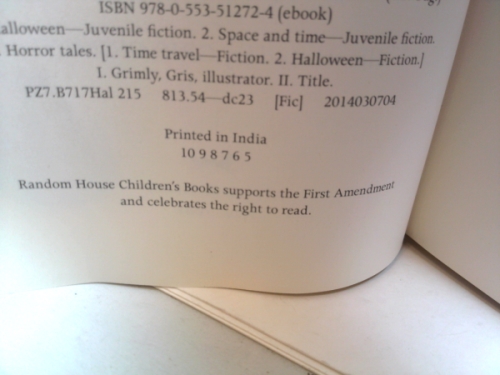 ISBN 978-0-553-51272-4 (ebook)
alloween—Juvenile fiction. 2. Space and time—Juvenile fiction.
Horror tales. [1. Time travel—Fiction. 2. Halloween—Fiction.]
I. Grimly, Gris, illustrator. II. Title.
PZ7.B717Hal 215 813.54—dc23 [Fic] 2014030704
Printed in India
10 9 8 7 6 5
Random House Children's Books supports the First Amendment
and celebrates the right to read.